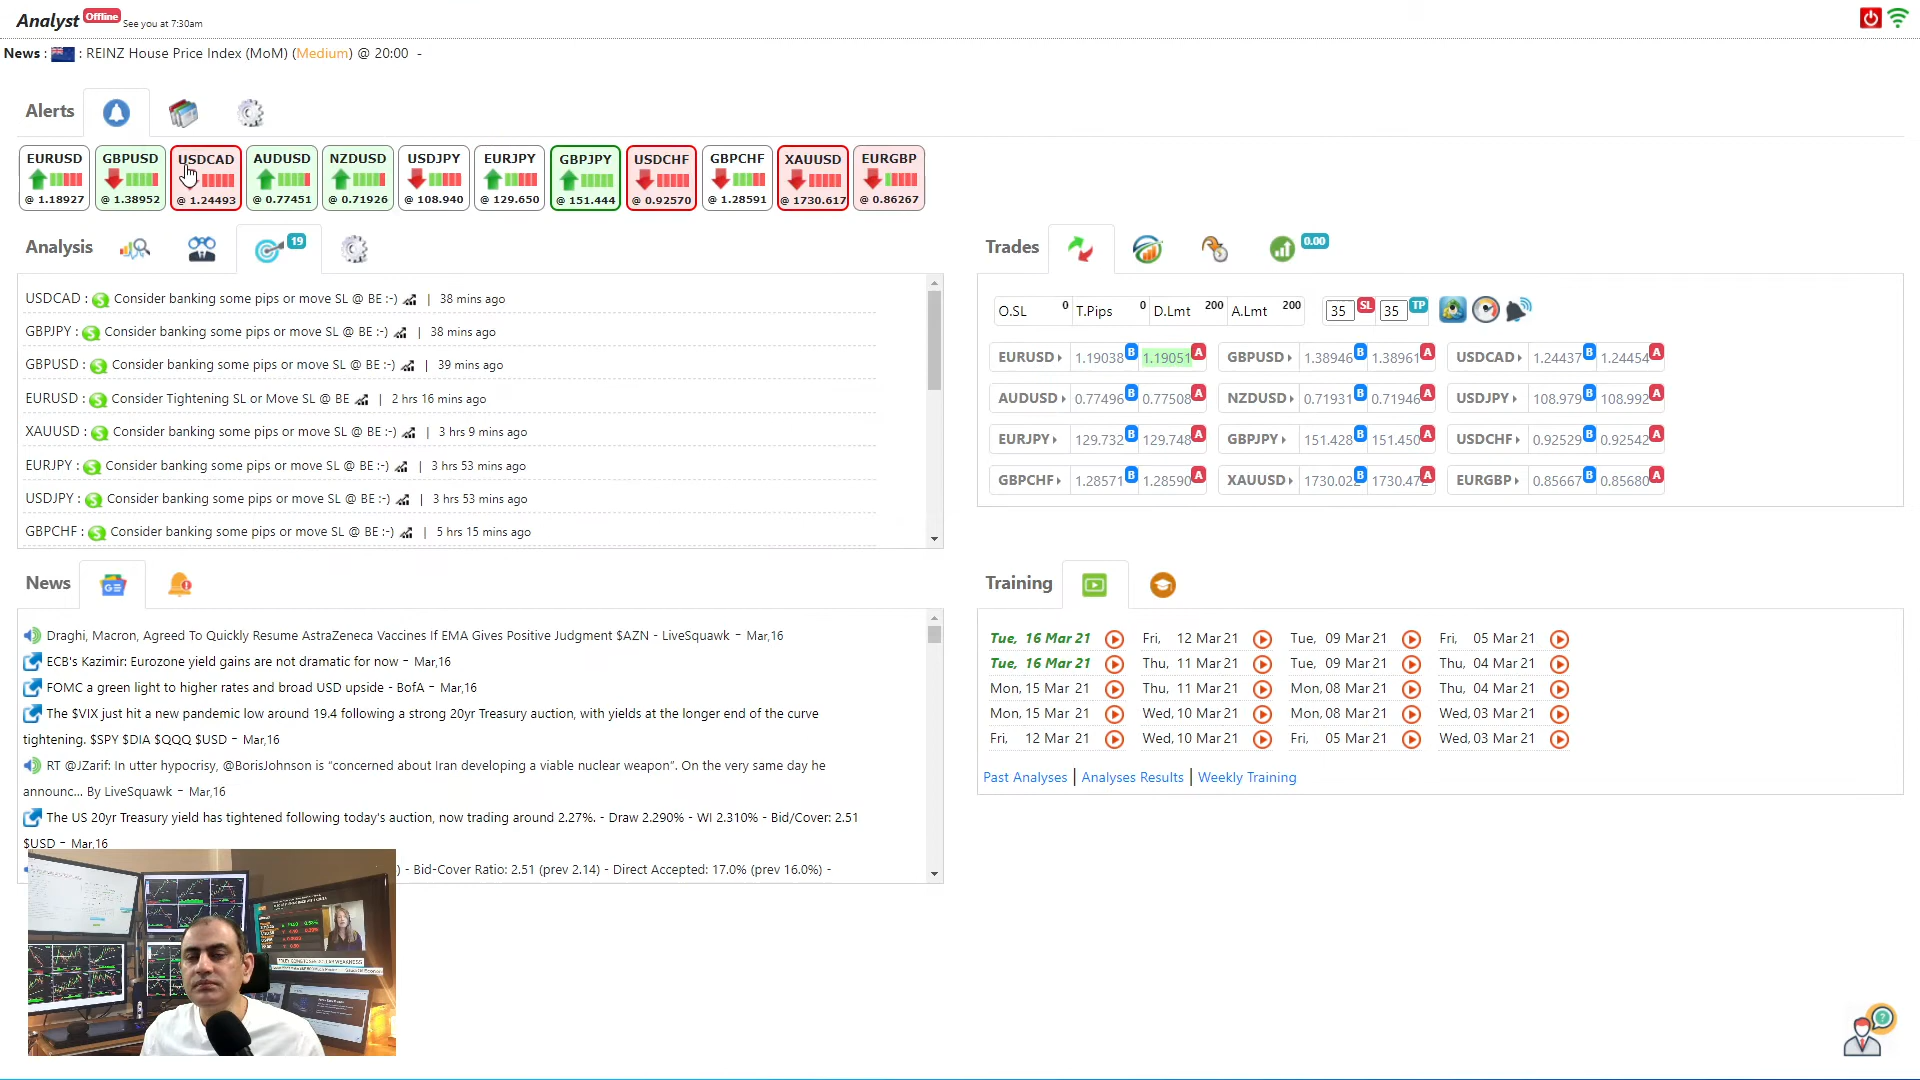 Analyst Offline See you at 7:30am
News : : REINZ House Price Index (MoM) (Medium) @ 20:00 -
Alerts
EURUSD GBPUSD USDCAD AUDUSD NZDUSD USDJPY EURJPY GBPJPY USDCHF GBPCHF XAUUSD EURGBP
@ 1.18927 @ 1.38952 @ 1.24493 @ 0.77451 @ 0.71926 @ 108.940 @ 129.650 @ 151.444 @ 0.92570 @ 1.28591 @ 1730.617 @ 0.86267
Analysis 19
USDCAD : Consider banking some pips or move SL @ BE :-) | 38 mins ago
GBPJPY : Consider banking some pips or move SL @ BE :-) | 38 mins ago
GBPUSD : Consider banking some pips or move SL @ BE :-) | 39 mins ago
EURUSD : Consider Tightening SL or Move SL @ BE | 2 hrs 16 mins ago
XAUUSD : Consider banking some pips or move SL @ BE :-) | 3 hrs 9 mins ago
EURJPY : Consider banking some pips or move SL @ BE :-) | 3 hrs 53 mins ago
USDJPY : Consider banking some pips or move SL @ BE :-) | 3 hrs 53 mins ago
GBPCHF : Consider banking some pips or move SL @ BE :-) | 5 hrs 15 mins ago
Trades 0.00
O.SL 0 T.Pips 0 D.Lmt 200 A.Lmt 200 35 SL 35 TP
EURUSD 1.19038 B 1.19051 A GBPUSD 1.38946 B 1.38961 A USDCAD 1.24437 B 1.24454 A
AUDUSD 0.77496 B 0.77508 A NZDUSD 0.71931 B 0.71946 A USDJPY 108.979 B 108.992 A
EURJPY 129.732 B 129.748 A GBPJPY 151.428 B 151.450 A USDCHF 0.92529 B 0.92542 A
GBPCHF 1.28571 B 1.28590 A XAUUSD 1730.022 B 1730.472 A EURGBP 0.85667 B 0.85680 A
News
Draghi, Macron, Agreed To Quickly Resume AstraZeneca Vaccines If EMA Gives Positive Judgment $AZN - LiveSquawk - Mar,16
ECB's Kazimir: Eurozone yield gains are not dramatic for now - Mar,16
FOMC a green light to higher rates and broad USD upside - BofA - Mar,16
The $VIX just hit a new pandemic low around 19.4 following a strong 20yr Treasury auction, with yields at the longer end of the curve
tightening. $SPY $DIA $QQQ $USD - Mar,16
RT @JZarif: In utter hypocrisy, @BorisJohnson is “concerned about Iran developing a viable nuclear weapon”. On the very same day he
announc... By LiveSquawk - Mar,16
The US 20yr Treasury yield has tightened following today's auction, now trading around 2.27%. - Draw 2.290% - WI 2.310% - Bid/Cover: 2.51
$USD - Mar,16
) - Bid-Cover Ratio: 2.51 (prev 2.14) - Direct Accepted: 17.0% (prev 16.0%) -
Training
Tue, 16 Mar 21 Fri, 12 Mar 21 Tue, 09 Mar 21 Fri, 05 Mar 21
Tue, 16 Mar 21 Thu, 11 Mar 21 Tue, 09 Mar 21 Thu, 04 Mar 21
Mon, 15 Mar 21 Thu, 11 Mar 21 Mon, 08 Mar 21 Thu, 04 Mar 21
Mon, 15 Mar 21 Wed, 10 Mar 21 Mon, 08 Mar 21 Wed, 03 Mar 21
Fri, 12 Mar 21 Wed, 10 Mar 21 Fri, 05 Mar 21 Wed, 03 Mar 21
Past Analyses | Analyses Results | Weekly Training